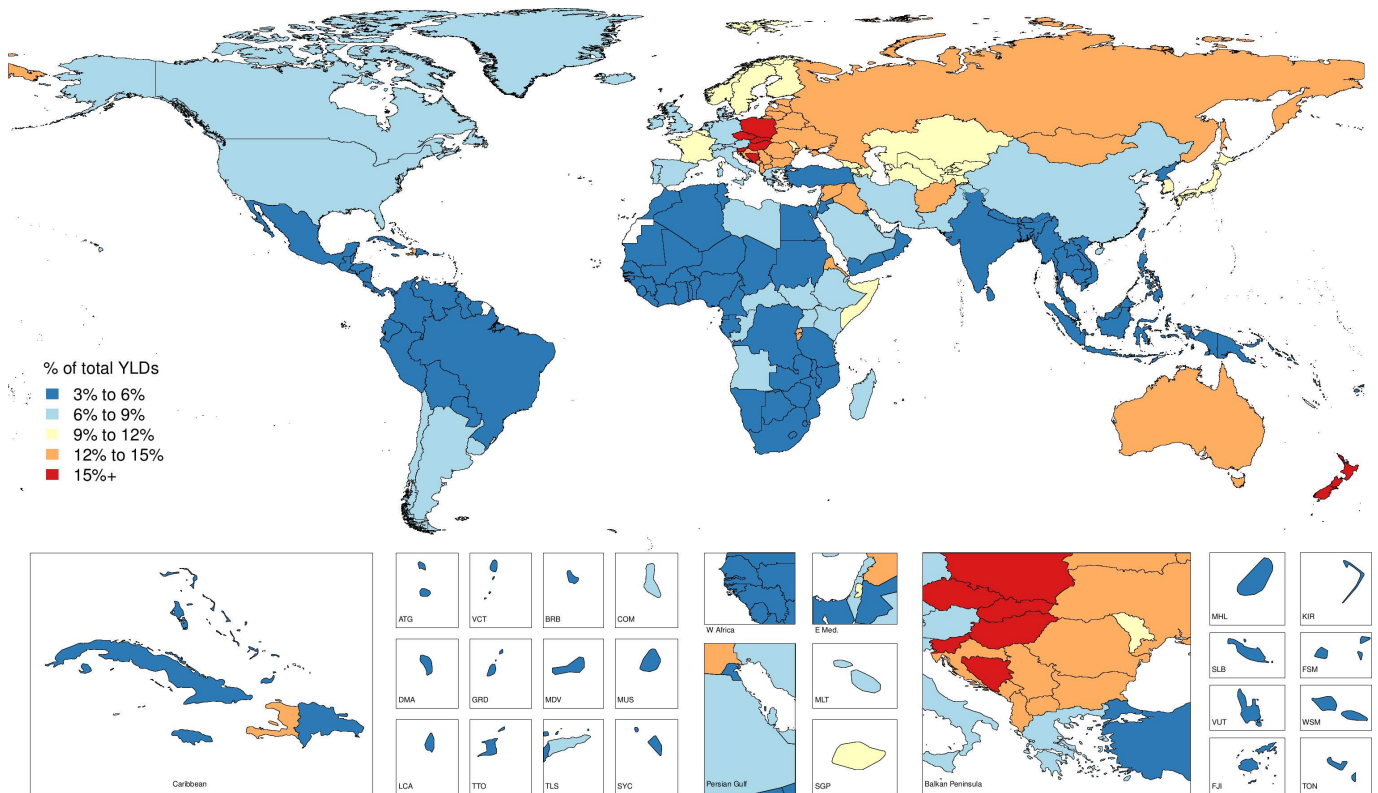 % of total YLDs
3% to 6%
6% to 9%
9% to 12%
12% to 15%
15%+
Caribbean
ATG
VCT
BRB
COM
DMA
GRD
MDV
MUS
LCA
TTO
TLS
SYC
W Africa
E Med.
Persian Gulf
MLT
SGP
Balkan Peninsula
MHL
KIR
SLB
FSM
VUT
WSM
FJI
TON